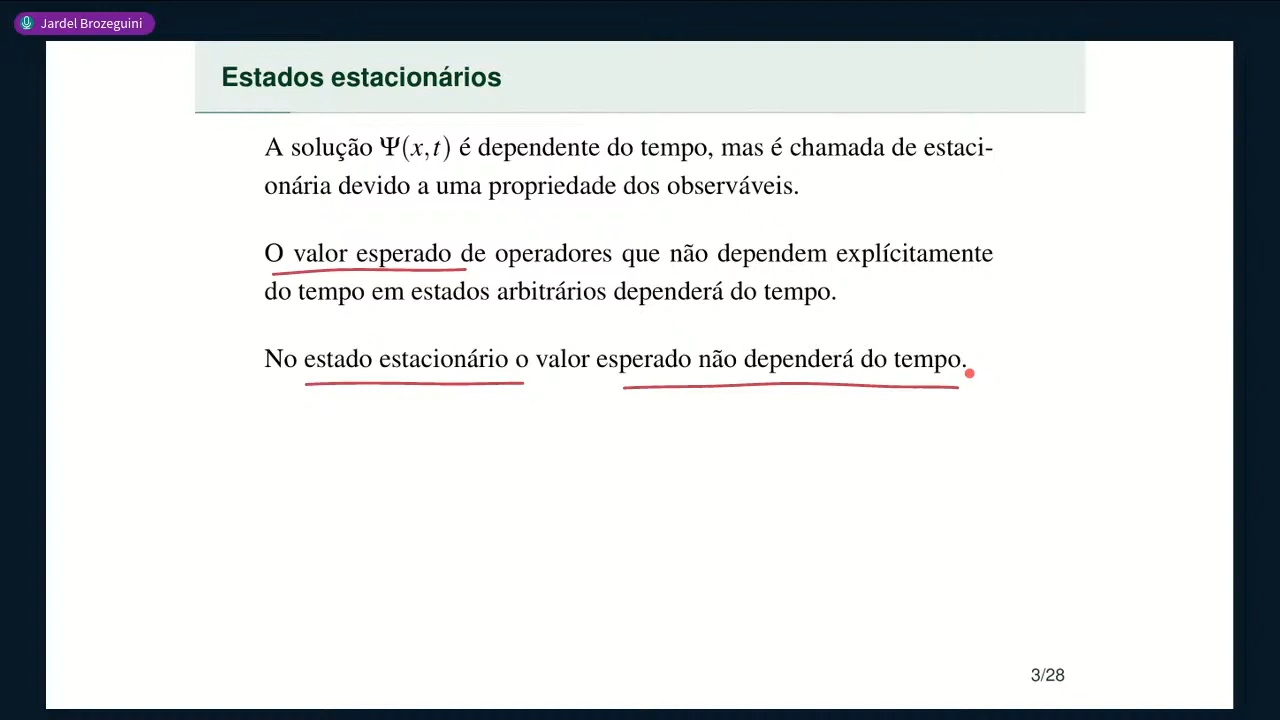 Jardel Brozeguini
Estados estacionários
A solução Ψ(x,t) é dependente do tempo, mas é chamada de estaci-
onária devido a uma propriedade dos observáveis.
O valor esperado de operadores que não dependem explícitamente
do tempo em estados arbitrários dependerá do tempo.
No estado estacionário o valor esperado não dependerá do tempo.
3/28